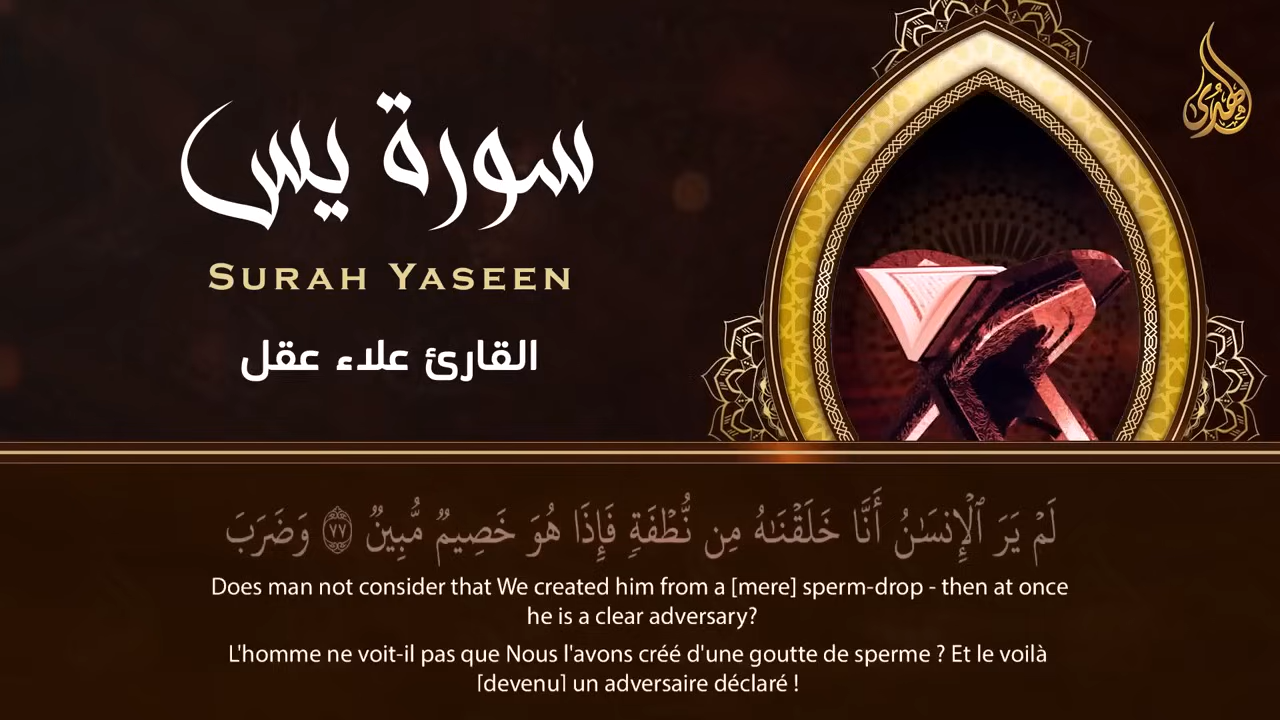 سورة يس
SURAH YASEEN
القارئ علاء عقل
الهدى
لَمْ يَرَ ٱلْإِنسَـٰنُ أَنَّا خَلَقْنَـٰهُ مِن نُّطْفَةٍ فَإِذَا هُوَ خَصِيمٌ مُّبِينٌ ٧٧ وَضَرَبَ
Does man not consider that We created him from a [mere] sperm-drop - then at once
he is a clear adversary?
L'homme ne voit-il pas que Nous l'avons créé d'une goutte de sperme ? Et le voilà
[devenu] un adversaire déclaré !